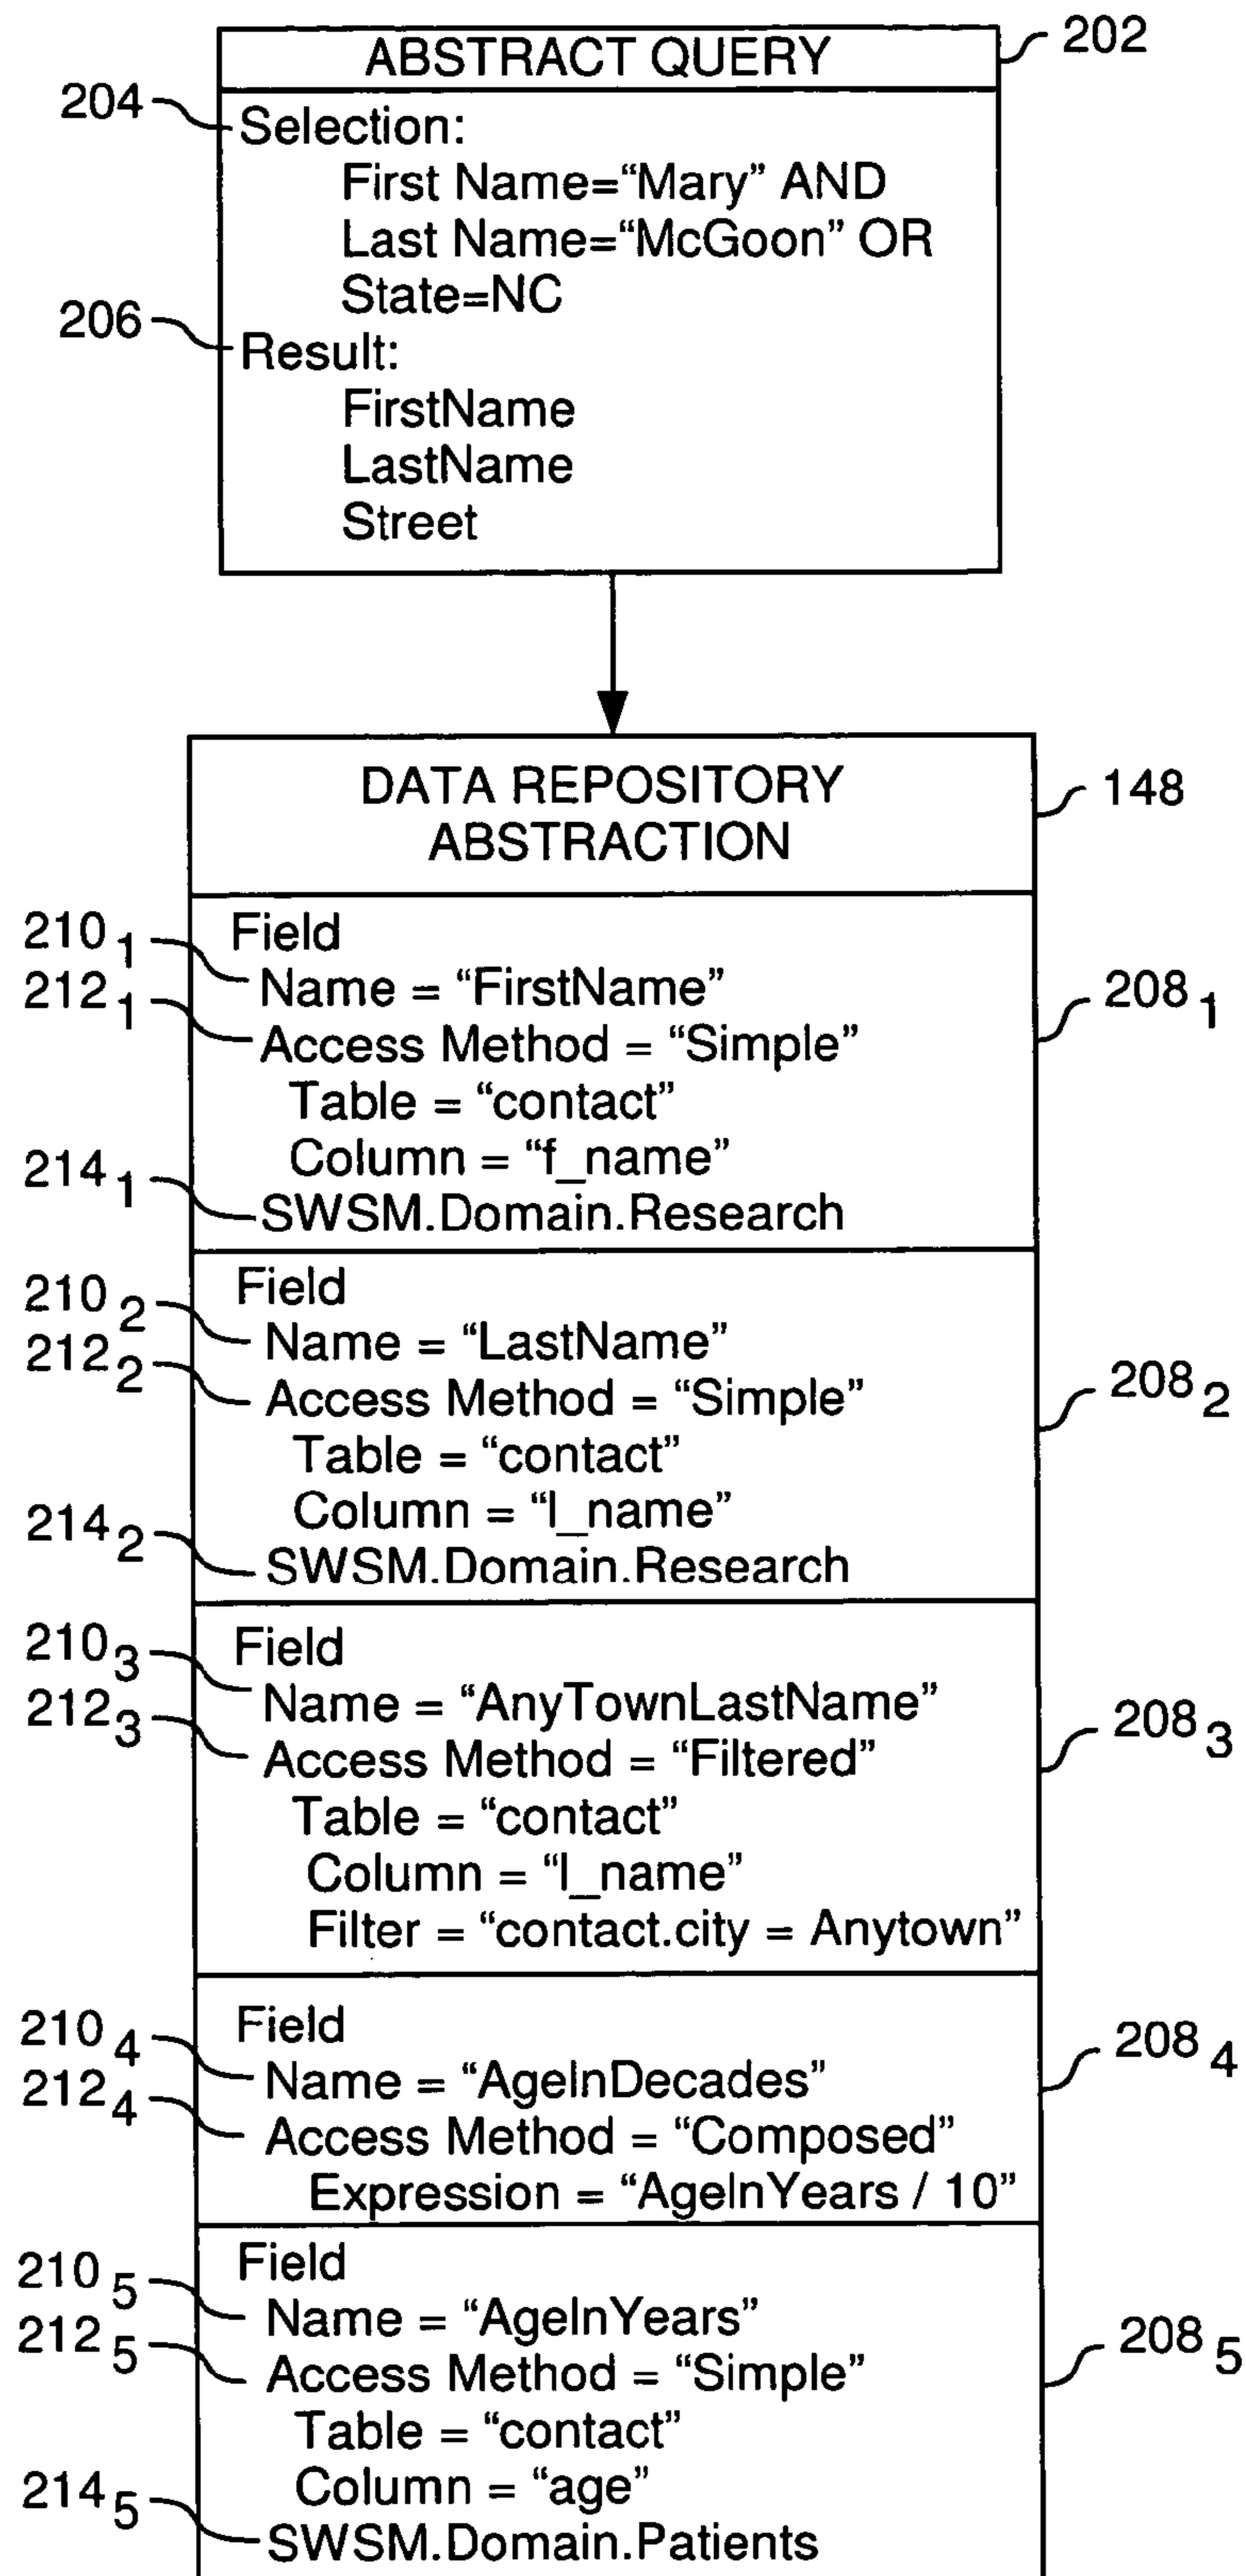 ABSTRACT QUERY
202
204
Selection:
First Name=“Mary” AND
Last Name=“McGoon” OR
State=NC
206
Result:
FirstName
LastName
Street
DATA REPOSITORY
ABSTRACTION
148
Field
210 1
Name = “FirstName”
212 1
Access Method = “Simple”
208 1
Table = “contact”
Column = “f_name”
214 1
SWSM.Domain.Research
Field
210 2
Name = “LastName”
212 2
Access Method = “Simple”
208 2
Table = “contact”
Column = “l_name”
214 2
SWSM.Domain.Research
Field
210 3
Name = “AnyTownLastName”
212 3
Access Method = “Filtered”
208 3
Table = “contact”
Column = “l_name”
Filter = “contact.city = Anytown”
Field
210 4
Name = “AgeInDecades”
212 4
Access Method = “Composed”
208 4
Expression = “AgeInYears / 10”
Field
210 5
Name = “AgeInYears”
212 5
Access Method = “Simple”
208 5
Table = “contact”
Column = “age”
214 5
SWSM.Domain.Patients